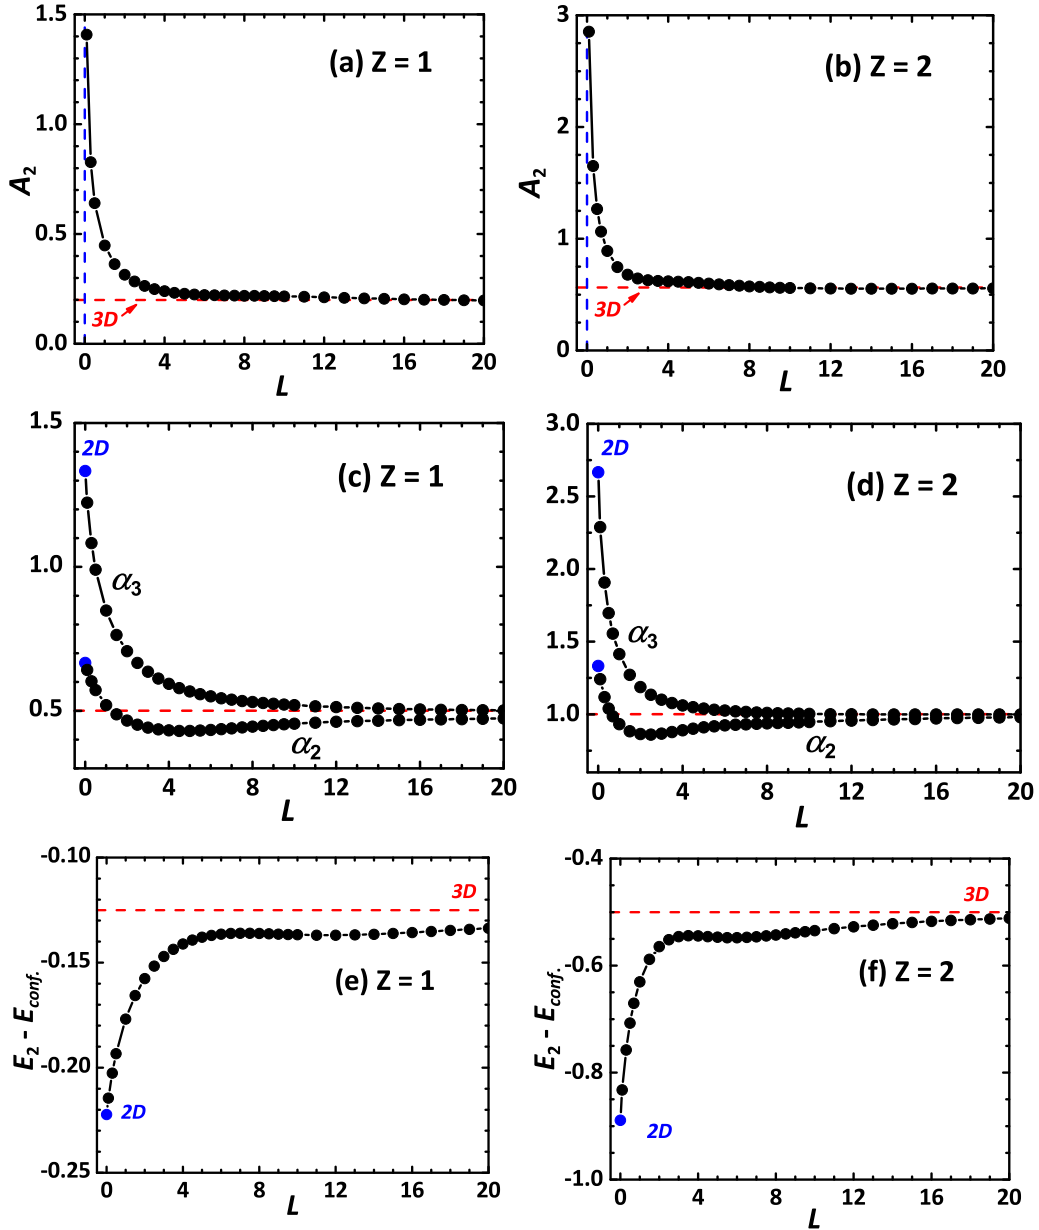 (a) Z = 1
A₂
1.5
1.0
0.5
0.0
3D
0 4 8 12 16 20
L
(b) Z = 2
A₂
3
2
1
0
3D
0 4 8 12 16 20
L
(c) Z = 1
1.5
1.0
0.5
2D
α₃
α₂
0 4 8 12 16 20
L
(d) Z = 2
3.0
2.5
2.0
1.5
1.0
2D
α₃
α₂
0 4 8 12 16 20
L
(e) Z = 1
E₂ - E_conf.
-0.10
-0.15
-0.20
-0.25
3D
2D
0 4 8 12 16 20
L
(f) Z = 2
E₂ - E_conf.
-0.4
-0.6
-0.8
-1.0
3D
2D
0 4 8 12 16 20
L